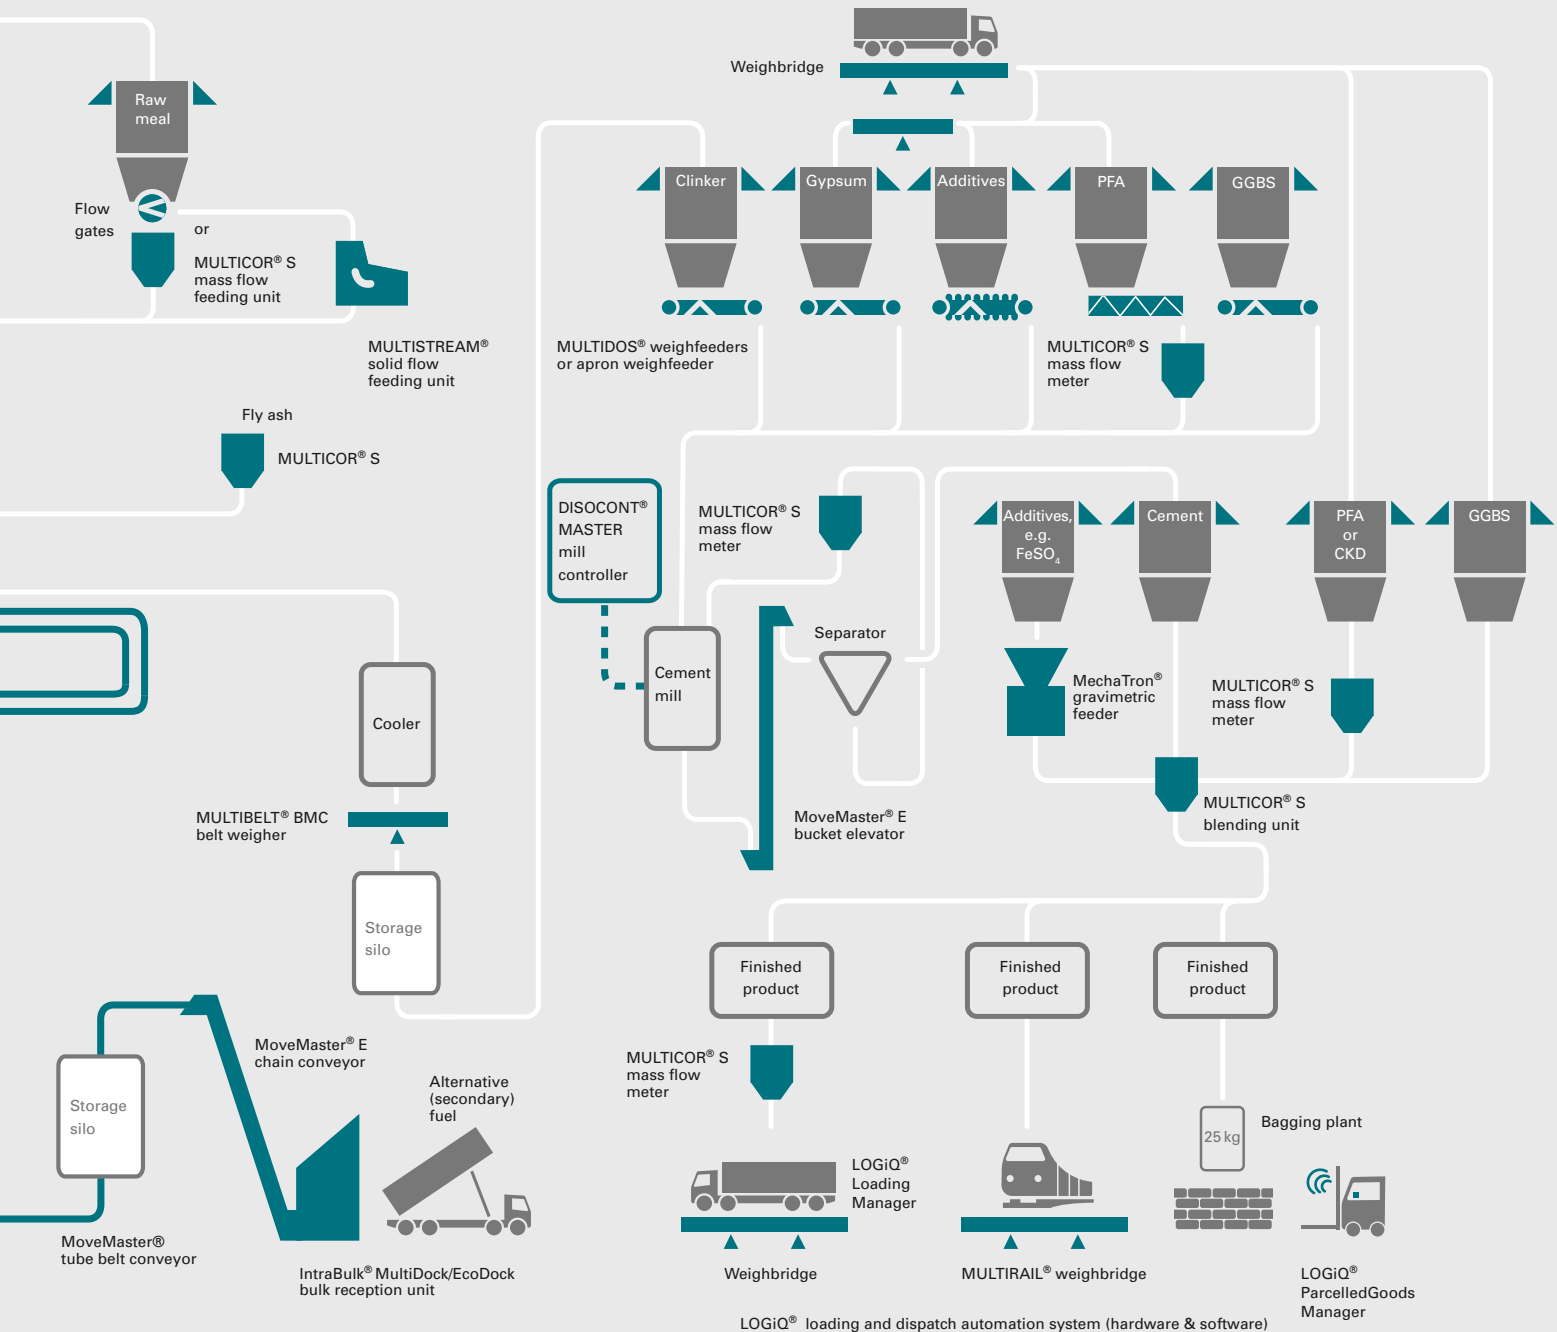 Weighbridge
Raw
meal
Clinker
Gypsum
Additives
PFA
GGBS
Flow
gates
or
MULTICOR® S
mass flow
feeding unit
MULTISTREAM®
solid flow
feeding unit
MULTIDOS® weighfeeders
or apron weighfeeder
MULTICOR® S
mass flow
meter
Fly ash
MULTICOR® S
DISOCONT®
MASTER
mill
controller
MULTICOR® S
mass flow
meter
Additives,
e.g.
FeSO₄
Cement
PFA
or
CKD
GGBS
Separator
Cement
mill
MechaTron®
gravimetric
feeder
MULTICOR® S
mass flow
meter
Cooler
MULTIBELT® BMC
belt weigher
MoveMaster® E
bucket elevator
MULTICOR® S
blending unit
Storage
silo
Finished
product
Finished
product
Finished
product
MoveMaster® E
chain conveyor
MULTICOR® S
mass flow
meter
Alternative
(secondary)
fuel
Storage
silo
25 kg
Bagging plant
LOGiQ®
Loading
Manager
MoveMaster®
tube belt conveyor
IntraBulk® MultiDock/EcoDock
bulk reception unit
Weighbridge
MULTIRAIL® weighbridge
LOGiQ®
ParcelledGoods
Manager
LOGiQ® loading and dispatch automation system (hardware & software)